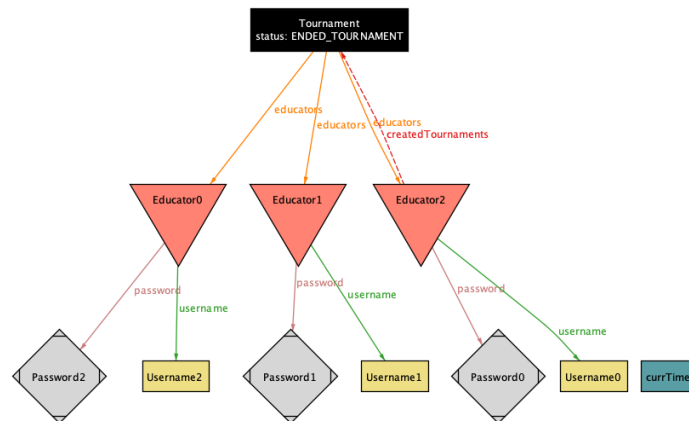 Tournament
status: ENDED_TOURNAMENT
educators
educators
educators
createdTournaments
Educator0
Educator1
Educator2
password
username
password
username
password
username
Password2
Username2
Password1
Username1
Password0
Username0
currTime